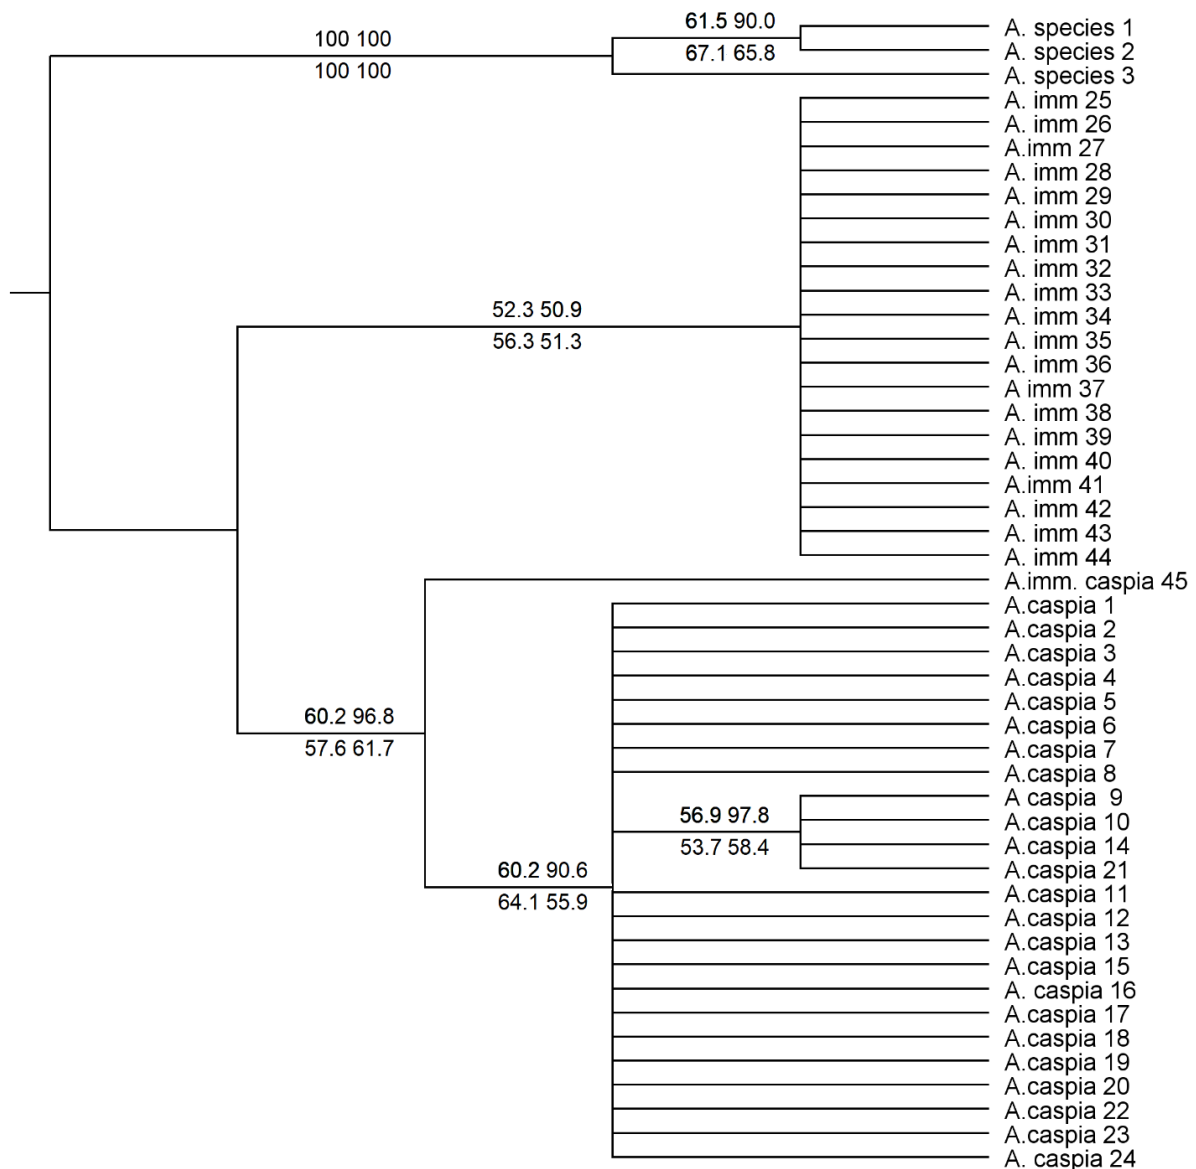 61.5 90.0
A. species 1
100 100
A. species 2
67.1 65.8
100 100
A. species 3
A. imm 25
A. imm 26
A.imm 27
A. imm 28
A. imm 29
A. imm 30
A. imm 31
A. imm 32
A. imm 33
52.3 50.9
A. imm 34
56.3 51.3
A. imm 35
A. imm 36
A imm 37
A. imm 38
A. imm 39
A. imm 40
A.imm 41
A. imm 42
A. imm 43
A. imm 44
A.imm. caspia 45
A.caspia 1
A.caspia 2
A.caspia 3
A.caspia 4
A.caspia 5
60.2 96.8
A.caspia 6
57.6 61.7
A.caspia 7
A.caspia 8
A caspia 9
56.9 97.8
A.caspia 10
53.7 58.4
A.caspia 14
60.2 90.6
A.caspia 21
64.1 55.9
A.caspia 11
A.caspia 12
A.caspia 13
A.caspia 15
A. caspia 16
A.caspia 17
A.caspia 18
A.caspia 19
A.caspia 20
A.caspia 22
A.caspia 23
A. caspia 24